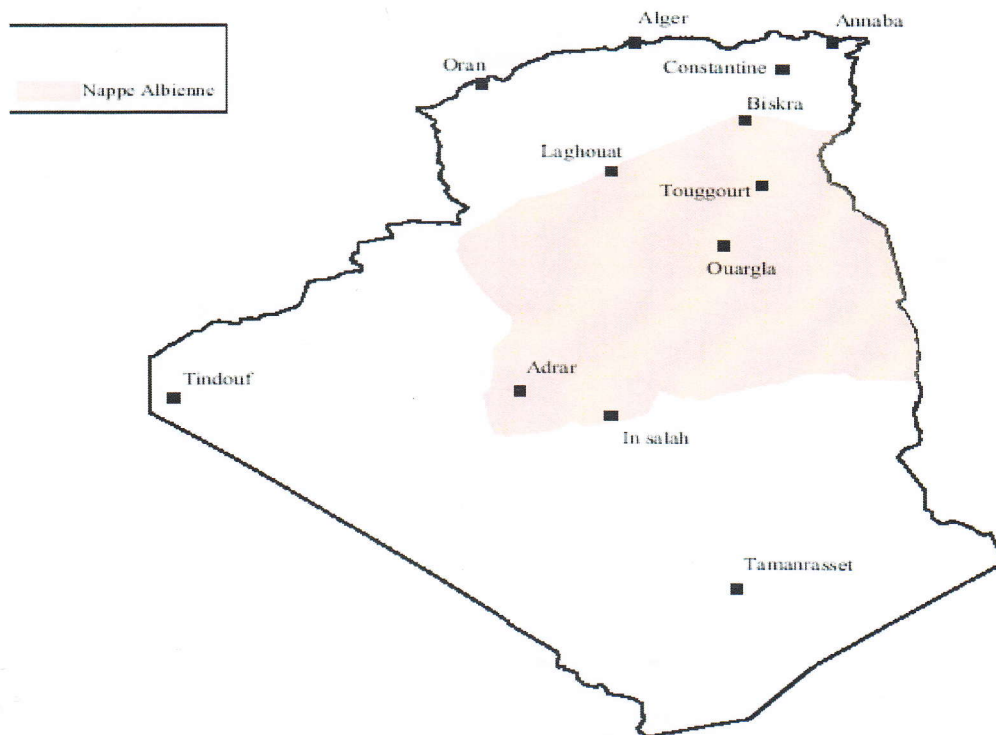 Alger
Annaba
Oran
Constantine
Nappe Albienne
Biskra
Laghouat
Touggourt
Ouargla
Adrar
Tindouf
In salah
Tamanrasset